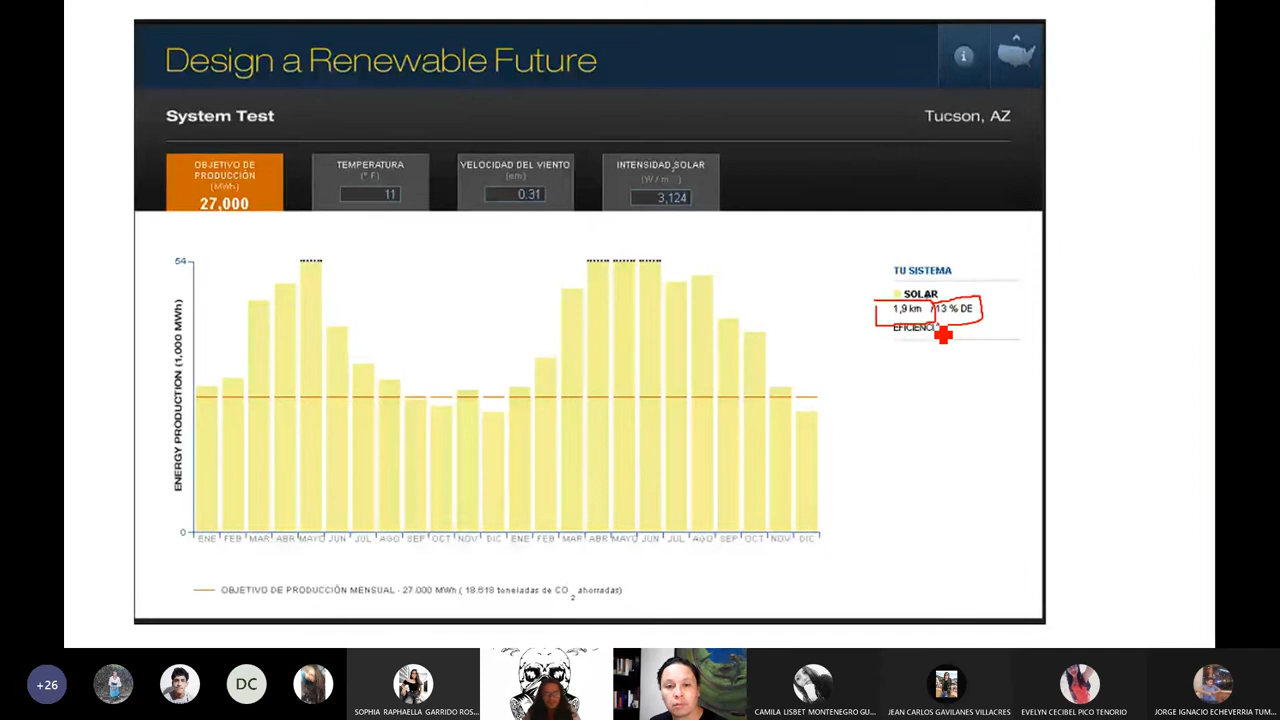 Design a Renewable Future
i
System Test
Tucson, AZ
OBJETIVO DE
PRODUCCIÓN
(MWh)
27,000
TEMPERATURA
(° F)
11
VELOCIDAD DEL VIENTO
(em)
0.31
INTENSIDAD SOLAR
(W / m 2)
3,124
54
ENERGY PRODUCTION (1,000 MWh)
0
ENE FEB MAR ABR MAYO JUN JUL AGO SEP OCT NOV DIC ENE FEB MAR ABR MAYO JUN JUL AGO SEP OCT NOV DIC
OBJETIVO DE PRODUCCIÓN MENSUAL - 27.000 MWh ( 18.618 toneladas de CO2 ahorradas)
TU SISTEMA
SOLAR
1,9 km / 13 % DE
EFICIENCIA
+26
DC
SOPHIA RAPHAELLA GARRIDO ROS...
CAMILA LISBET MONTENEGRO GU...
JEAN CARLOS GAVILANES VILLACRES
EVELYN CECIBEL PICO TENORIO
JORGE IGNACIO ECHEVERRIA TUM...